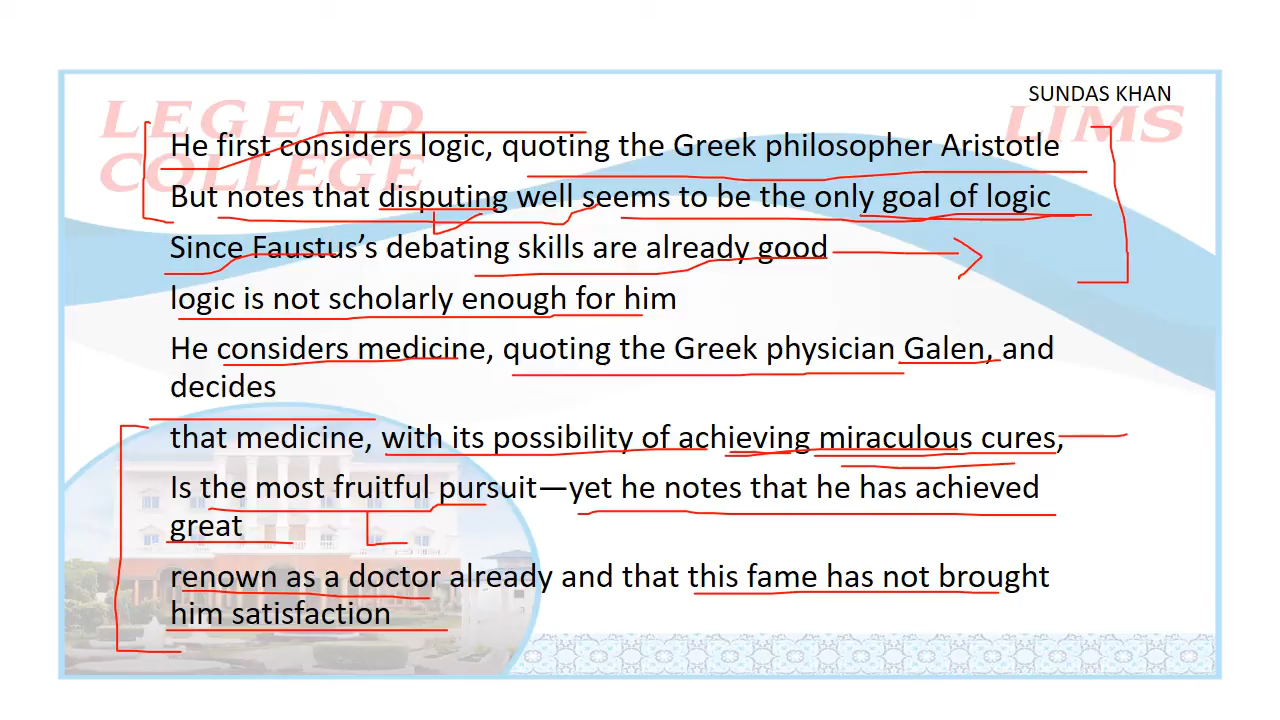 SUNDAS KHAN
LEGEND
COLLEGE
LIMS
He first considers logic, quoting the Greek philosopher Aristotle
But notes that disputing well seems to be the only goal of logic
Since Faustus’s debating skills are already good
logic is not scholarly enough for him
He considers medicine, quoting the Greek physician Galen, and
decides
that medicine, with its possibility of achieving miraculous cures,
Is the most fruitful pursuit—yet he notes that he has achieved
great
renown as a doctor already and that this fame has not brought
him satisfaction